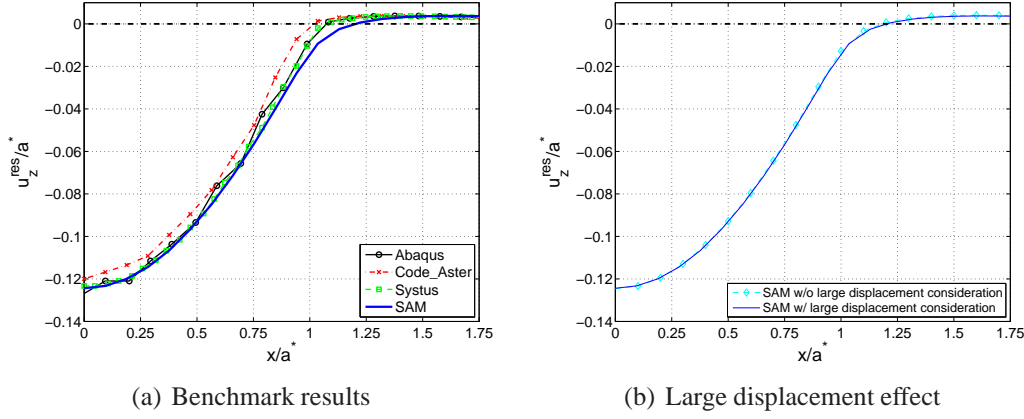 0
−0.02
−0.04
−0.06
−0.08
−0.1
−0.12
−0.14
u_z^res/a*
0 0.25 0.5 0.75 1 1.25 1.5 1.75
x/a*
Abaqus
Code_Aster
Systus
SAM
(a) Benchmark results
0
−0.02
−0.04
−0.06
−0.08
−0.1
−0.12
−0.14
u_z^res/a*
0 0.25 0.5 0.75 1 1.25 1.5 1.75
x/a*
SAM w/o large displacement consideration
SAM w/ large displacement consideration
(b) Large displacement effect